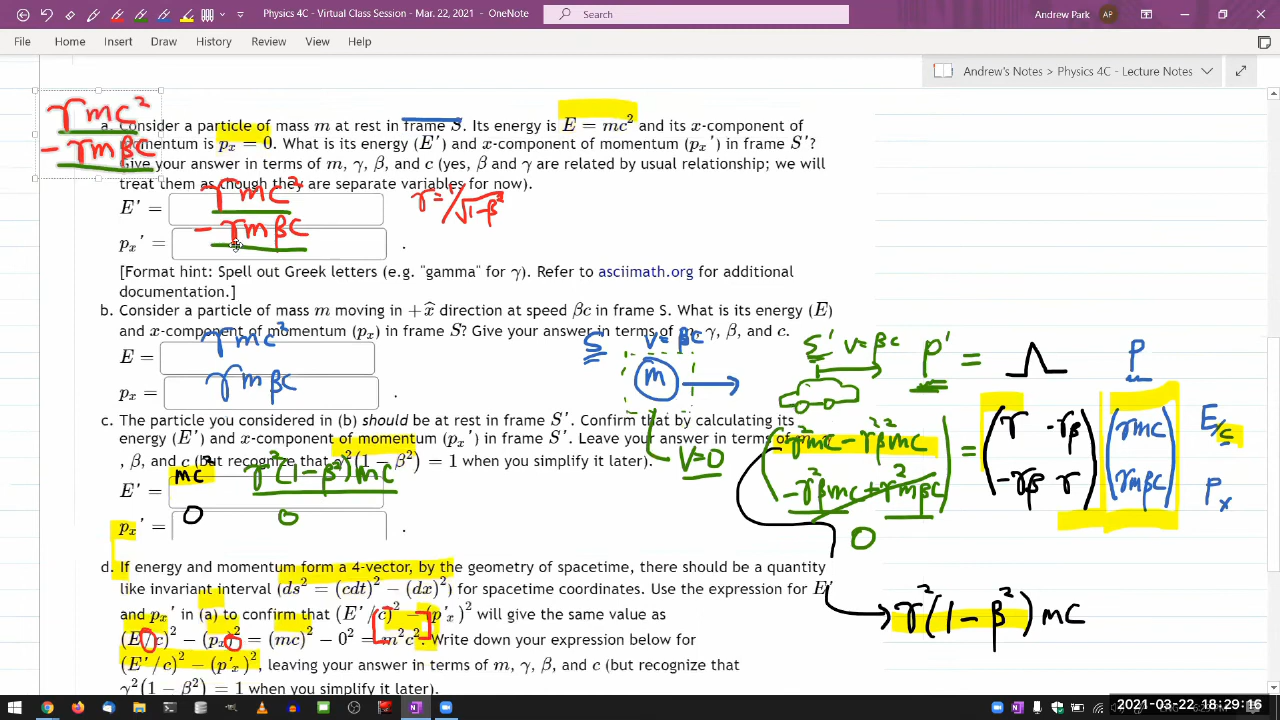 Physics 4C - Virtual Class Session - Mar. 22, 2021 - OneNote
Search
Andrew Park AP
File Home Insert Draw History Review View Help
Andrew's Notes » Physics 4C - Lecture Notes
γmc²
-γmβc
a. Consider a particle of mass m at rest in frame S. Its energy is E = mc² and its x-component of
momentum is pₓ = 0. What is its energy (E′) and x-component of momentum (pₓ′) in frame S′?
Give your answer in terms of m, γ, β, and c (yes, β and γ are related by usual relationship; we will
treat them as though they are separate variables for now).
E′ = γmc²
γ = 1/√1-β²
pₓ′ = -γmβc .
[Format hint: Spell out Greek letters (e.g. "gamma" for γ). Refer to asciimath.org for additional
documentation.]
b. Consider a particle of mass m moving in +x̂ direction at speed βc in frame S. What is its energy (E)
and x-component of momentum (pₓ) in frame S? Give your answer in terms of m, γ, β, and c.
E = γmc²
pₓ = γmβc .
S V=βc
m
V=0
S′ V=βc
p′ = Λ p
(γ²mc - γ²β²mc
-γ²βmc + γ²mβc) = (γ -γβ
-γβ γ) (γmc
γmβc) E/c
pₓ
0
c. The particle you considered in (b) should be at rest in frame S′. Confirm that by calculating its
energy (E′) and x-component of momentum (pₓ′) in frame S′. Leave your answer in terms of m, γ
, β, and c (but recognize that γ²(1 − β²) = 1 when you simplify it later).
E′ = mc² γ²(1-β²)mc
pₓ′ = 0 0 .
γ²(1-β²)mc
d. If energy and momentum form a 4-vector, by the geometry of spacetime, there should be a quantity
like invariant interval (ds² = (cdt)² − (dx)²) for spacetime coordinates. Use the expression for E′
and pₓ′ in (a) to confirm that (E′/c)² − (p′ₓ)² will give the same value as
(E/c)² − (pₓ)² = (mc)² − 0² = m²c². Write down your expression below for
(E′/c)² − (p′ₓ)², leaving your answer in terms of m, γ, β, and c (but recognize that
γ²(1 − β²) = 1 when you simplify it later).
2021-03-22 18:29:16